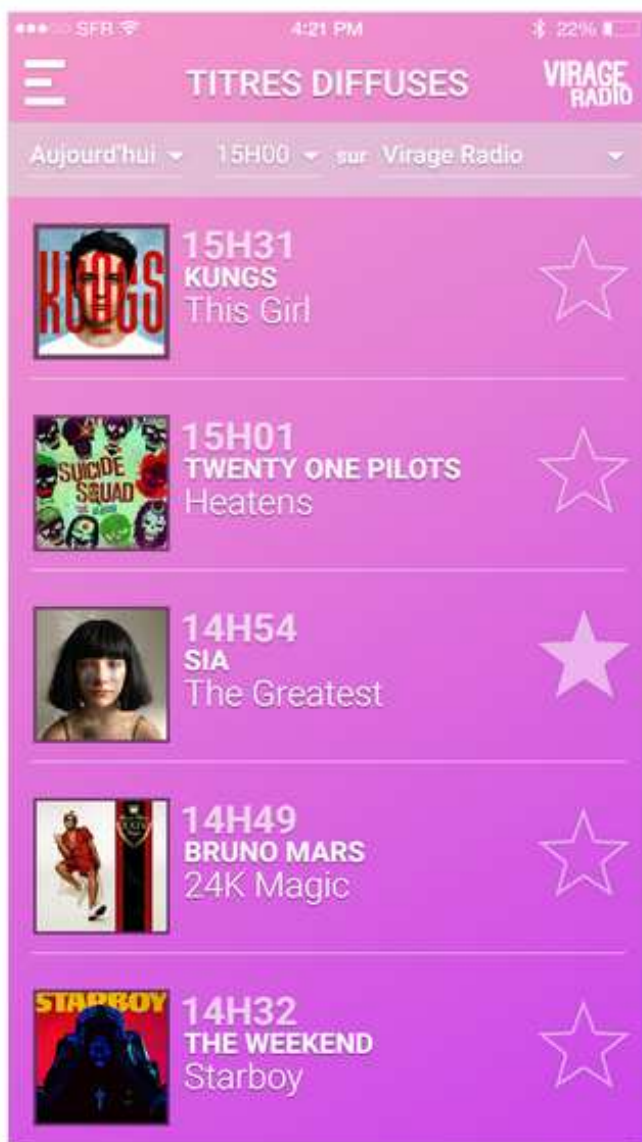 SFR 4:21 PM 22%
TITRES DIFFUSES
VIRAGE
RADIO
Aujourd'hui 15H00 sur Virage Radio
KUNGS
15H31
KUNGS
This Girl
SUICIDE
SQUAD
THE ALBUM
15H01
TWENTY ONE PILOTS
Heatens
14H54
SIA
The Greatest
14H49
BRUNO MARS
24K Magic
STARBOY
14H32
THE WEEKEND
Starboy